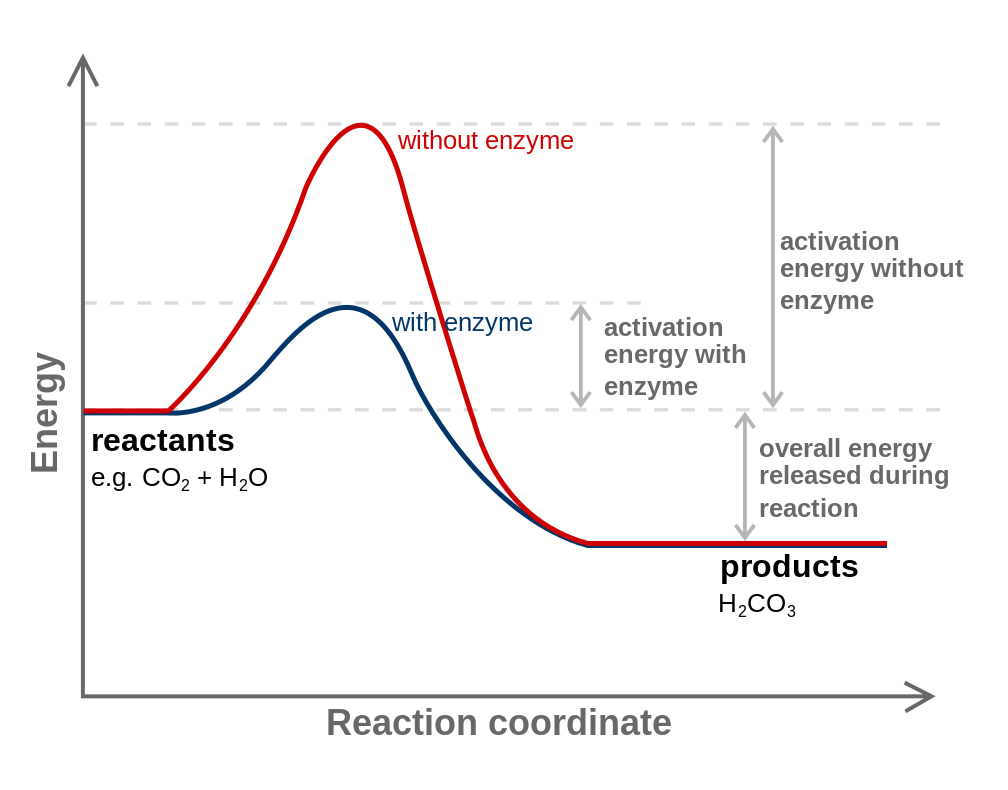 without enzyme
activation
energy without
enzyme
with enzyme
activation
energy with
enzyme
Energy
reactants
e.g. CO₂ + H₂O
overall energy
released during
reaction
products
H₂CO₃
Reaction coordinate